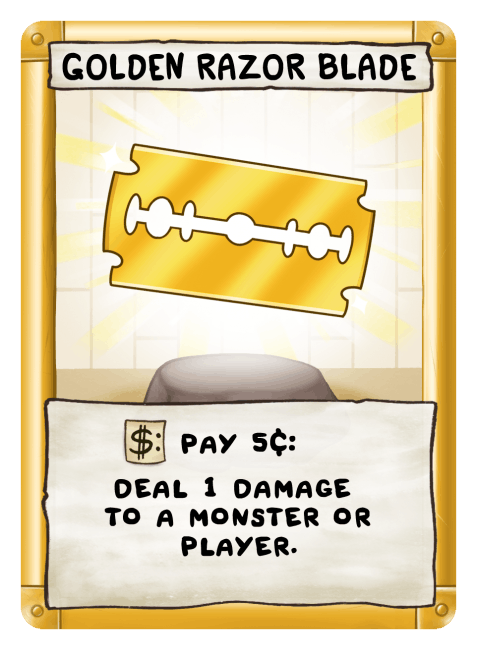 GOLDEN RAZOR BLADE
$: PAY 5¢:
DEAL 1 DAMAGE
TO A MONSTER OR
PLAYER.